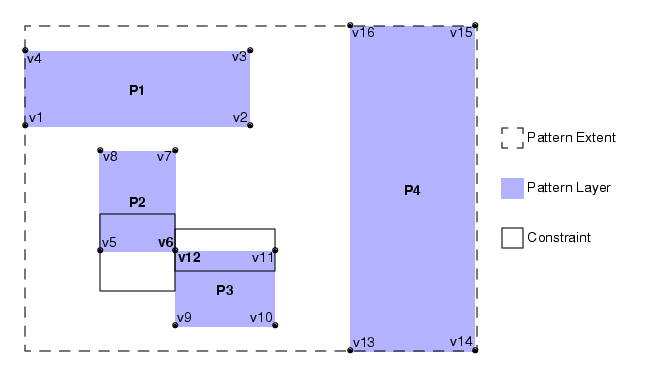 v16 v15
v4 v3
P1
v1 v2
Pattern Extent
v8 v7
Pattern Layer
P4
P2
v5 v6
Constraint
v12 v11
P3
v9 v10
v13 v14